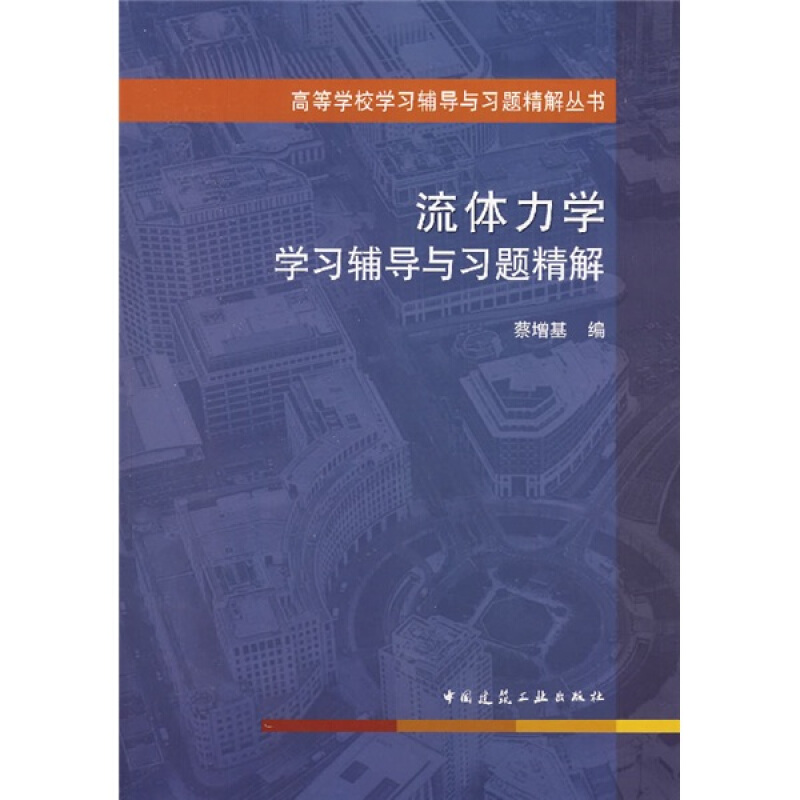 高等学校学习辅导与习题精解丛书
流体力学
学习辅导与习题精解
蔡增基 编
中国建筑工业出版社